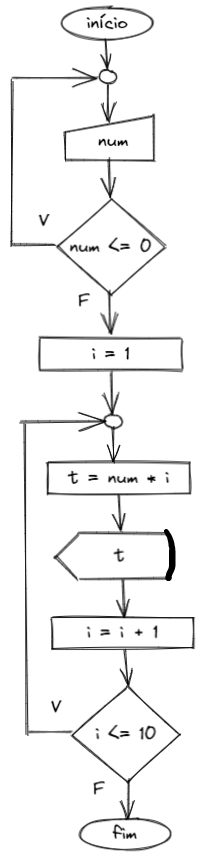 início
num
V
num <= 0
F
i = 1
t = num * i
t
i = i + 1
V
i <= 10
F
fim